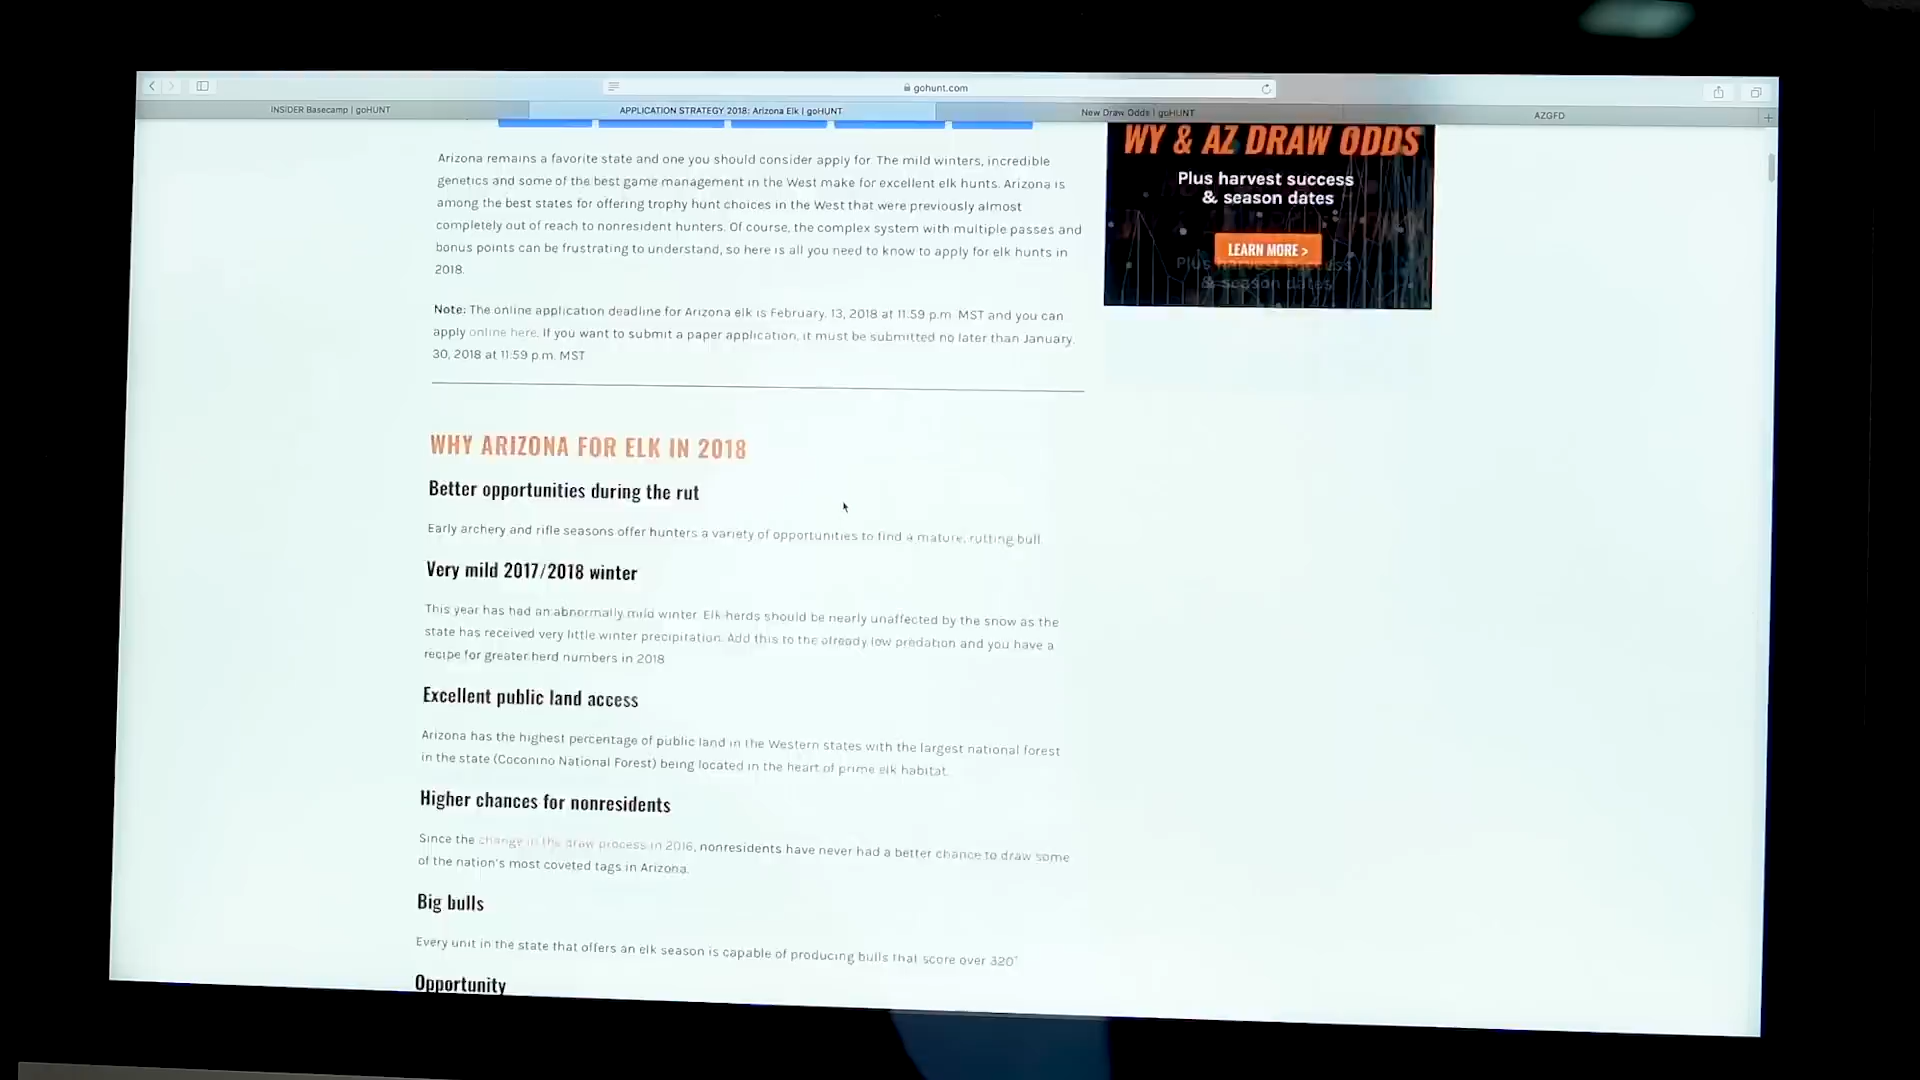 gohunt.com
INSIDER Basecamp | goHUNT
APPLICATION STRATEGY 2018: Arizona Elk | goHUNT
New Draw Odds | goHUNT
AZGFD
Arizona remains a favorite state and one you should consider apply for. The mild winters, incredible
genetics and some of the best game management in the West make for excellent elk hunts. Arizona is
among the best states for offering trophy hunt choices in the West that were previously almost
completely out of reach to nonresident hunters. Of course, the complex system with multiple passes and
bonus points can be frustrating to understand, so here is all you need to know to apply for elk hunts in
2018.
Note: The online application deadline for Arizona elk is February. 13, 2018 at 11:59 p.m. MST and you can
apply online here. If you want to submit a paper application, it must be submitted no later than January.
30, 2018 at 11:59 p.m. MST
WY & AZ DRAW ODDS
Plus harvest success
& season dates
LEARN MORE >
Plus harvest success
& season dates
WHY ARIZONA FOR ELK IN 2018
Better opportunities during the rut
Early archery and rifle seasons offer hunters a variety of opportunities to find a mature, rutting bull.
Very mild 2017/2018 winter
This year has had an abnormally mild winter. Elk herds should be nearly unaffected by the snow as the
state has received very little winter precipitation. Add this to the already low predation and you have a
recipe for greater herd numbers in 2018
Excellent public land access
Arizona has the highest percentage of public land in the Western states with the largest national forest
in the state (Coconino National Forest) being located in the heart of prime elk habitat.
Higher chances for nonresidents
Since the change in the draw process in 2016, nonresidents have never had a better chance to draw some
of the nation's most coveted tags in Arizona.
Big bulls
Every unit in the state that offers an elk season is capable of producing bulls that score over 320"
Opportunity